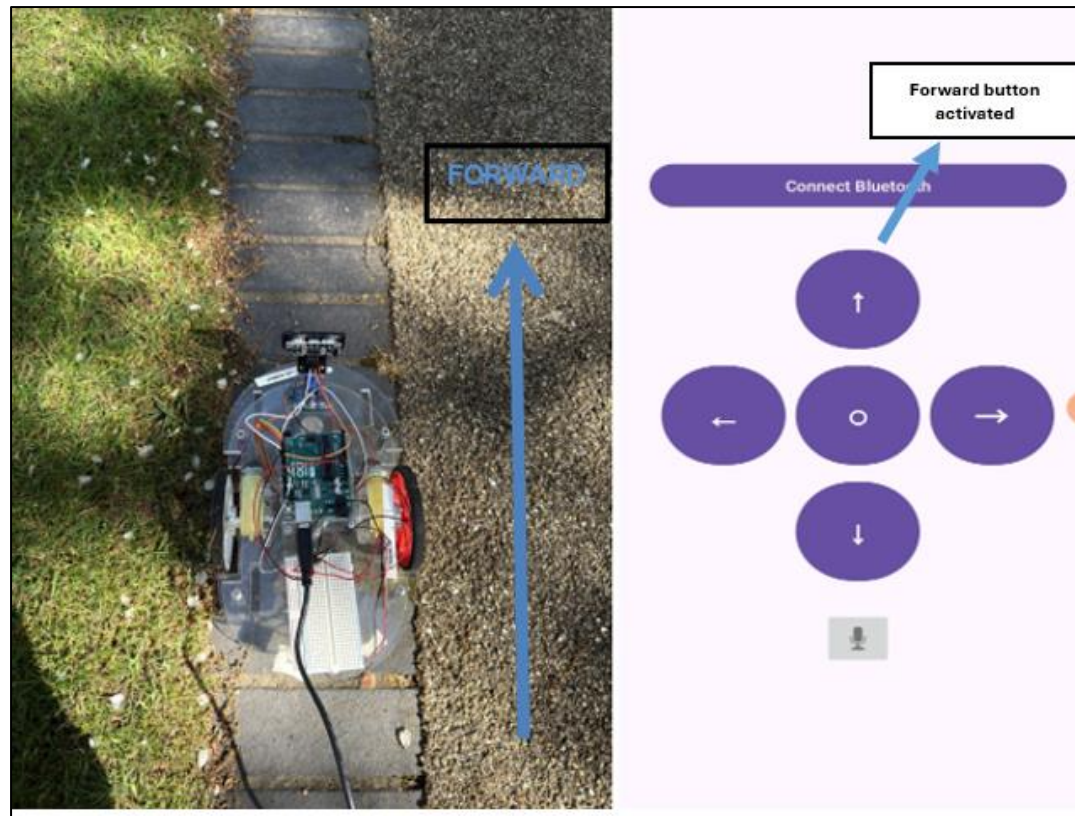 FORWARD
Forward button
activated
Connect Bluetooth
↑
← ○ →
↓